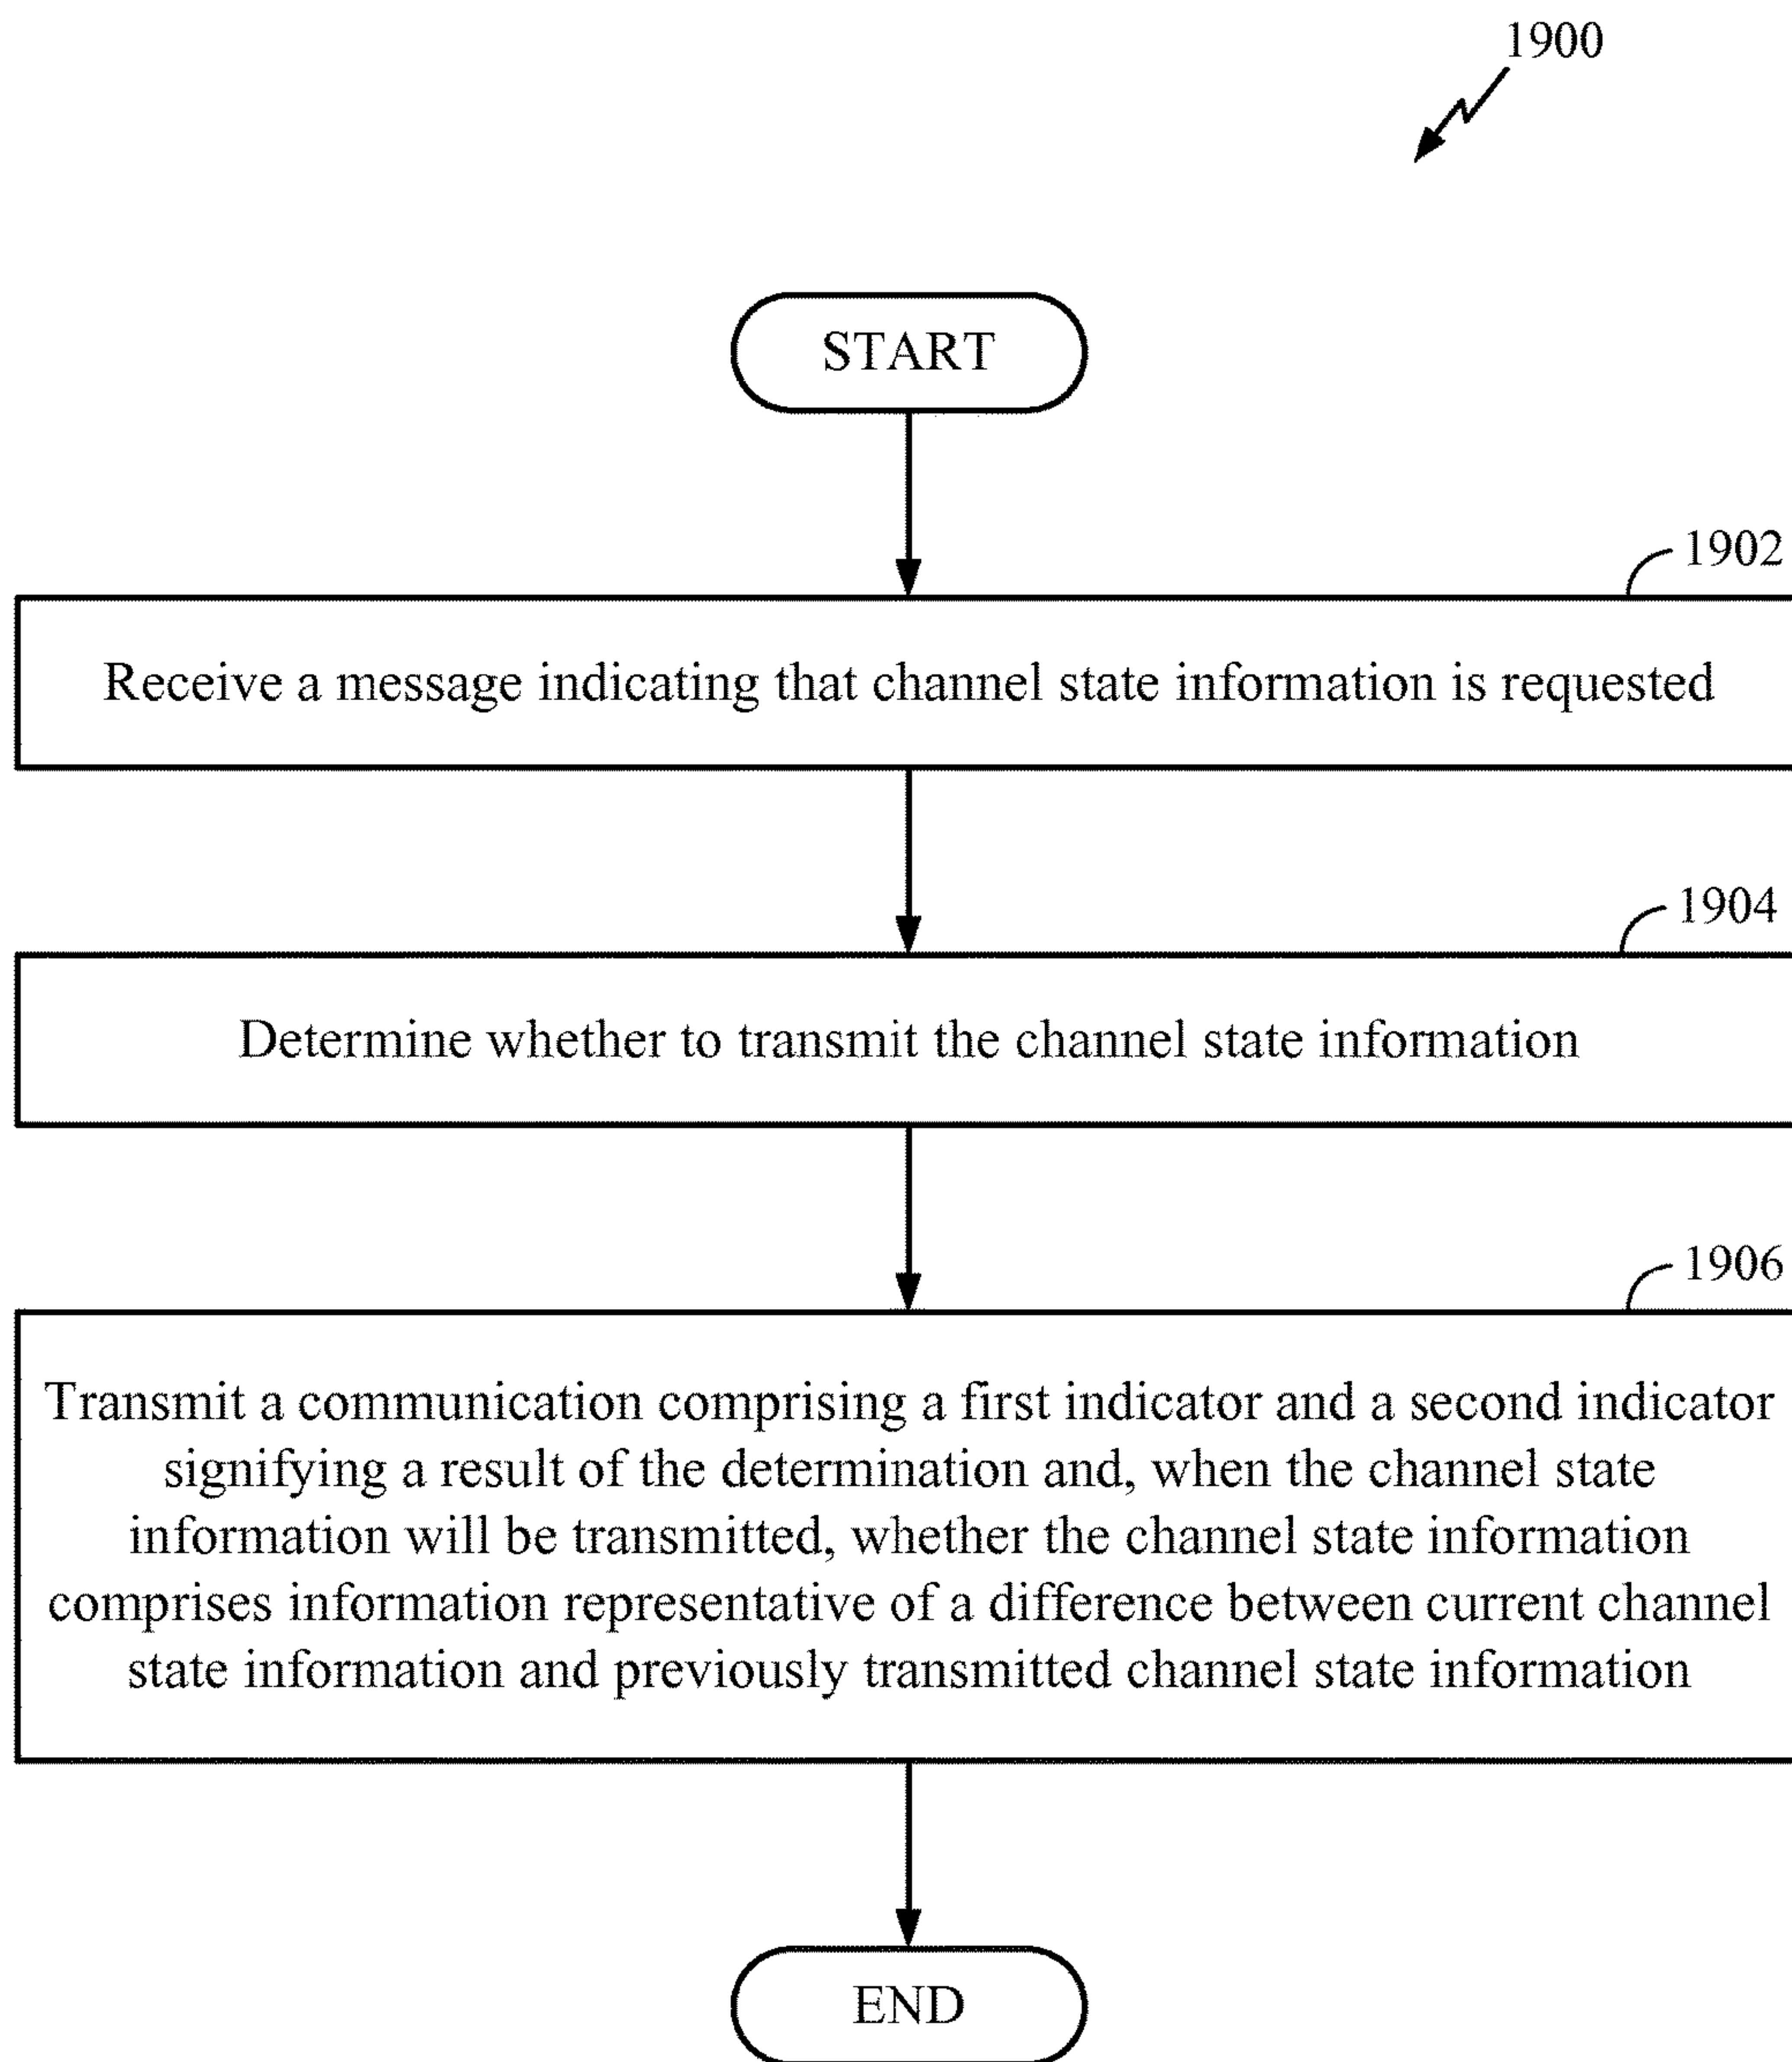 1900
START
1902
Receive a message indicating that channel state information is requested
1904
Determine whether to transmit the channel state information
1906
Transmit a communication comprising a first indicator and a second indicator
signifying a result of the determination and, when the channel state
information will be transmitted, whether the channel state information
comprises information representative of a difference between current channel
state information and previously transmitted channel state information
END